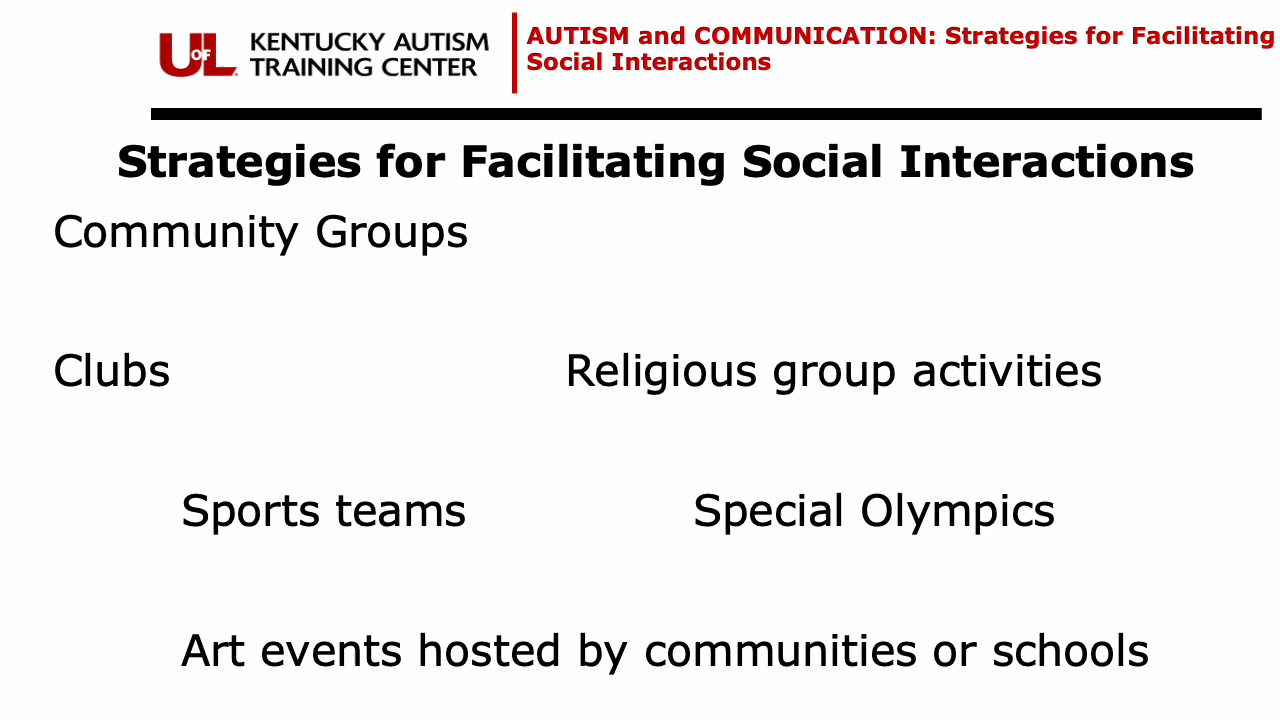 UofL KENTUCKY AUTISM
TRAINING CENTER
AUTISM and COMMUNICATION: Strategies for Facilitating
Social Interactions
Strategies for Facilitating Social Interactions
Community Groups
Clubs Religious group activities
Sports teams Special Olympics
Art events hosted by communities or schools